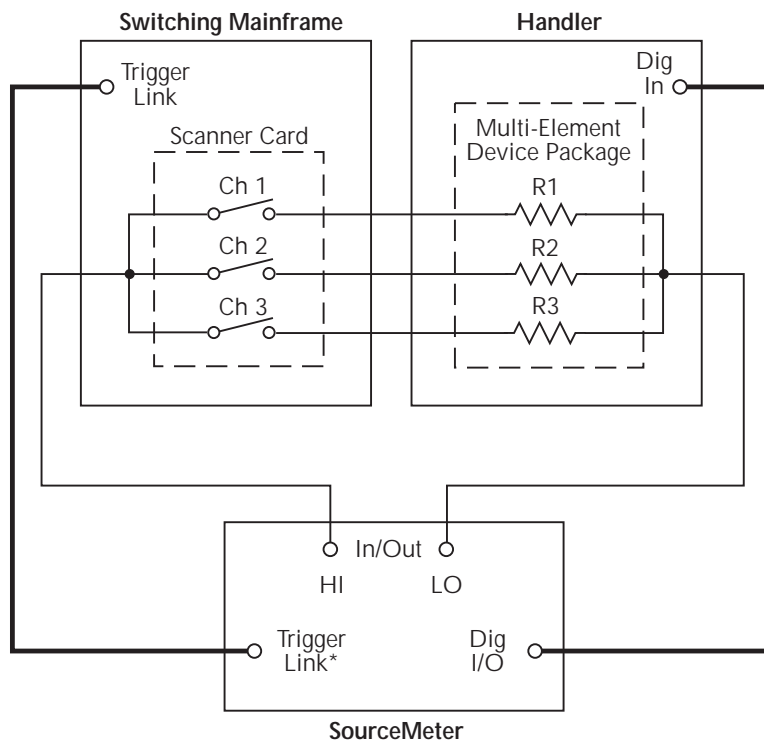 Switching Mainframe
Handler
Trigger
Link
Dig
In
Scanner Card
Multi-Element
Device Package
Ch 1
R1
Ch 2
R2
Ch 3
R3
In/Out
HI
LO
Trigger
Link*
Dig
I/O
SourceMeter